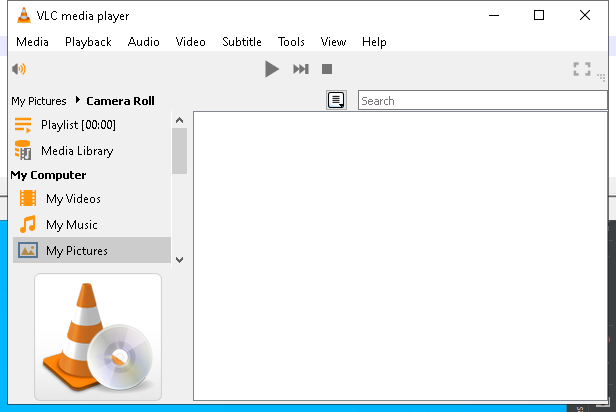 VLC media player
Media Playback Audio Video Subtitle Tools View Help
My Pictures Camera Roll
Search
Playlist [00:00]
Media Library
My Computer
My Videos
My Music
My Pictures